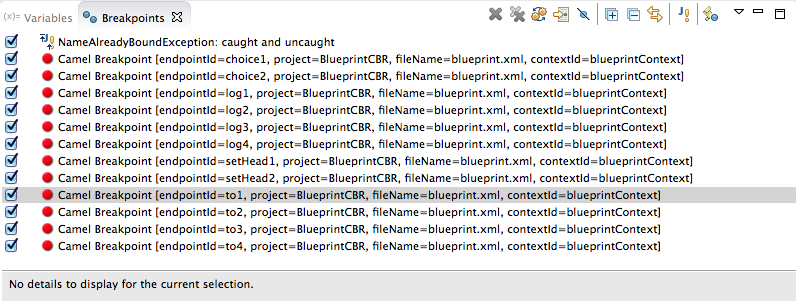 (x)= Variables Breakpoints
NameAlreadyBoundException: caught and uncaught
Camel Breakpoint [endpointId=choice1, project=BlueprintCBR, fileName=blueprint.xml, contextId=blueprintContext]
Camel Breakpoint [endpointId=choice2, project=BlueprintCBR, fileName=blueprint.xml, contextId=blueprintContext]
Camel Breakpoint [endpointId=log1, project=BlueprintCBR, fileName=blueprint.xml, contextId=blueprintContext]
Camel Breakpoint [endpointId=log2, project=BlueprintCBR, fileName=blueprint.xml, contextId=blueprintContext]
Camel Breakpoint [endpointId=log3, project=BlueprintCBR, fileName=blueprint.xml, contextId=blueprintContext]
Camel Breakpoint [endpointId=log4, project=BlueprintCBR, fileName=blueprint.xml, contextId=blueprintContext]
Camel Breakpoint [endpointId=setHead1, project=BlueprintCBR, fileName=blueprint.xml, contextId=blueprintContext]
Camel Breakpoint [endpointId=setHead2, project=BlueprintCBR, fileName=blueprint.xml, contextId=blueprintContext]
Camel Breakpoint [endpointId=to1, project=BlueprintCBR, fileName=blueprint.xml, contextId=blueprintContext]
Camel Breakpoint [endpointId=to2, project=BlueprintCBR, fileName=blueprint.xml, contextId=blueprintContext]
Camel Breakpoint [endpointId=to3, project=BlueprintCBR, fileName=blueprint.xml, contextId=blueprintContext]
Camel Breakpoint [endpointId=to4, project=BlueprintCBR, fileName=blueprint.xml, contextId=blueprintContext]
No details to display for the current selection.